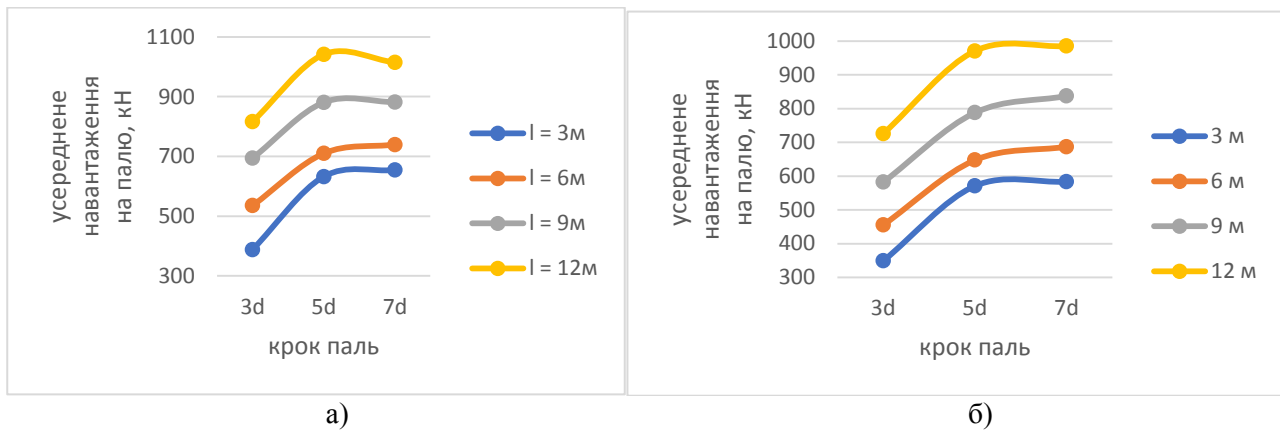 усереднене
навантаження
на палю, кН
1100
900
700
500
300
3d
5d
7d
крок паль
l = 3м
l = 6м
l = 9м
l = 12м
а)
усереднене
навантаження
на палю, кН
1000
900
800
700
600
500
400
300
3d
5d
7d
крок паль
3 м
6 м
9 м
12 м
б)